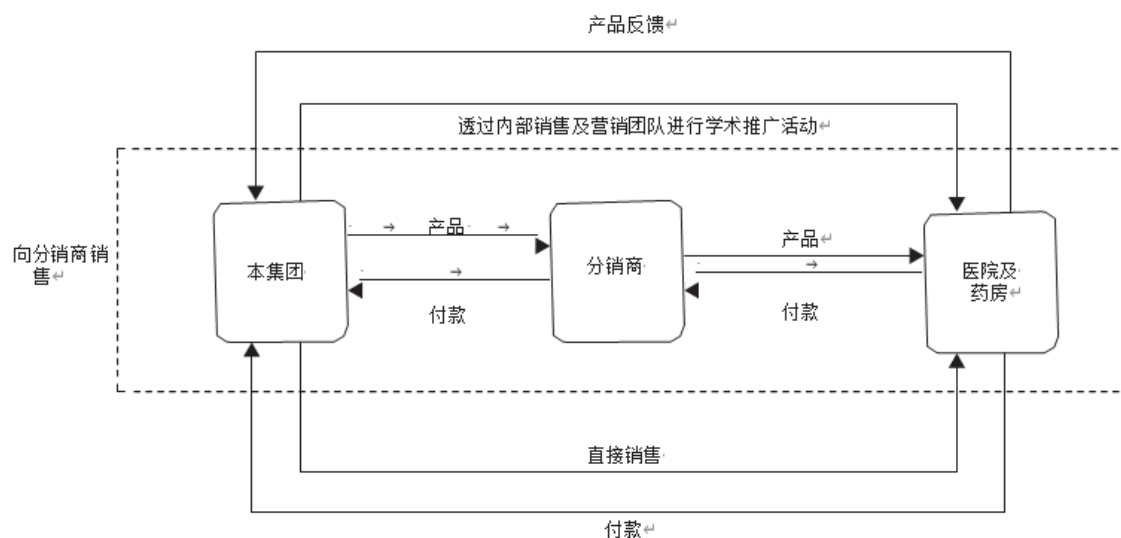 产品反馈
透过内部销售及营销团队进行学术推广活动
产品
产品
向分销商销
售
本集团
分销商
医院及
药房
付款
付款
直接销售
付款